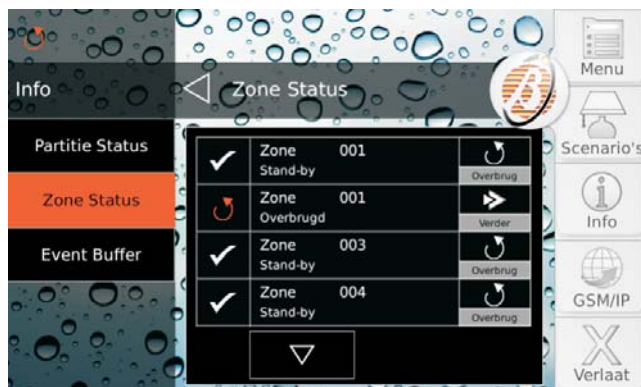 Info
Zone Status
Partitie Status
Zone Status
Event Buffer
Zone 001
Stand-by
Overbrug
Zone 001
Overbrugd
Verder
Zone 003
Stand-by
Overbrug
Zone 004
Stand-by
Overbrug
Menu
Scenario's
Info
GSM/IP
Verlaat